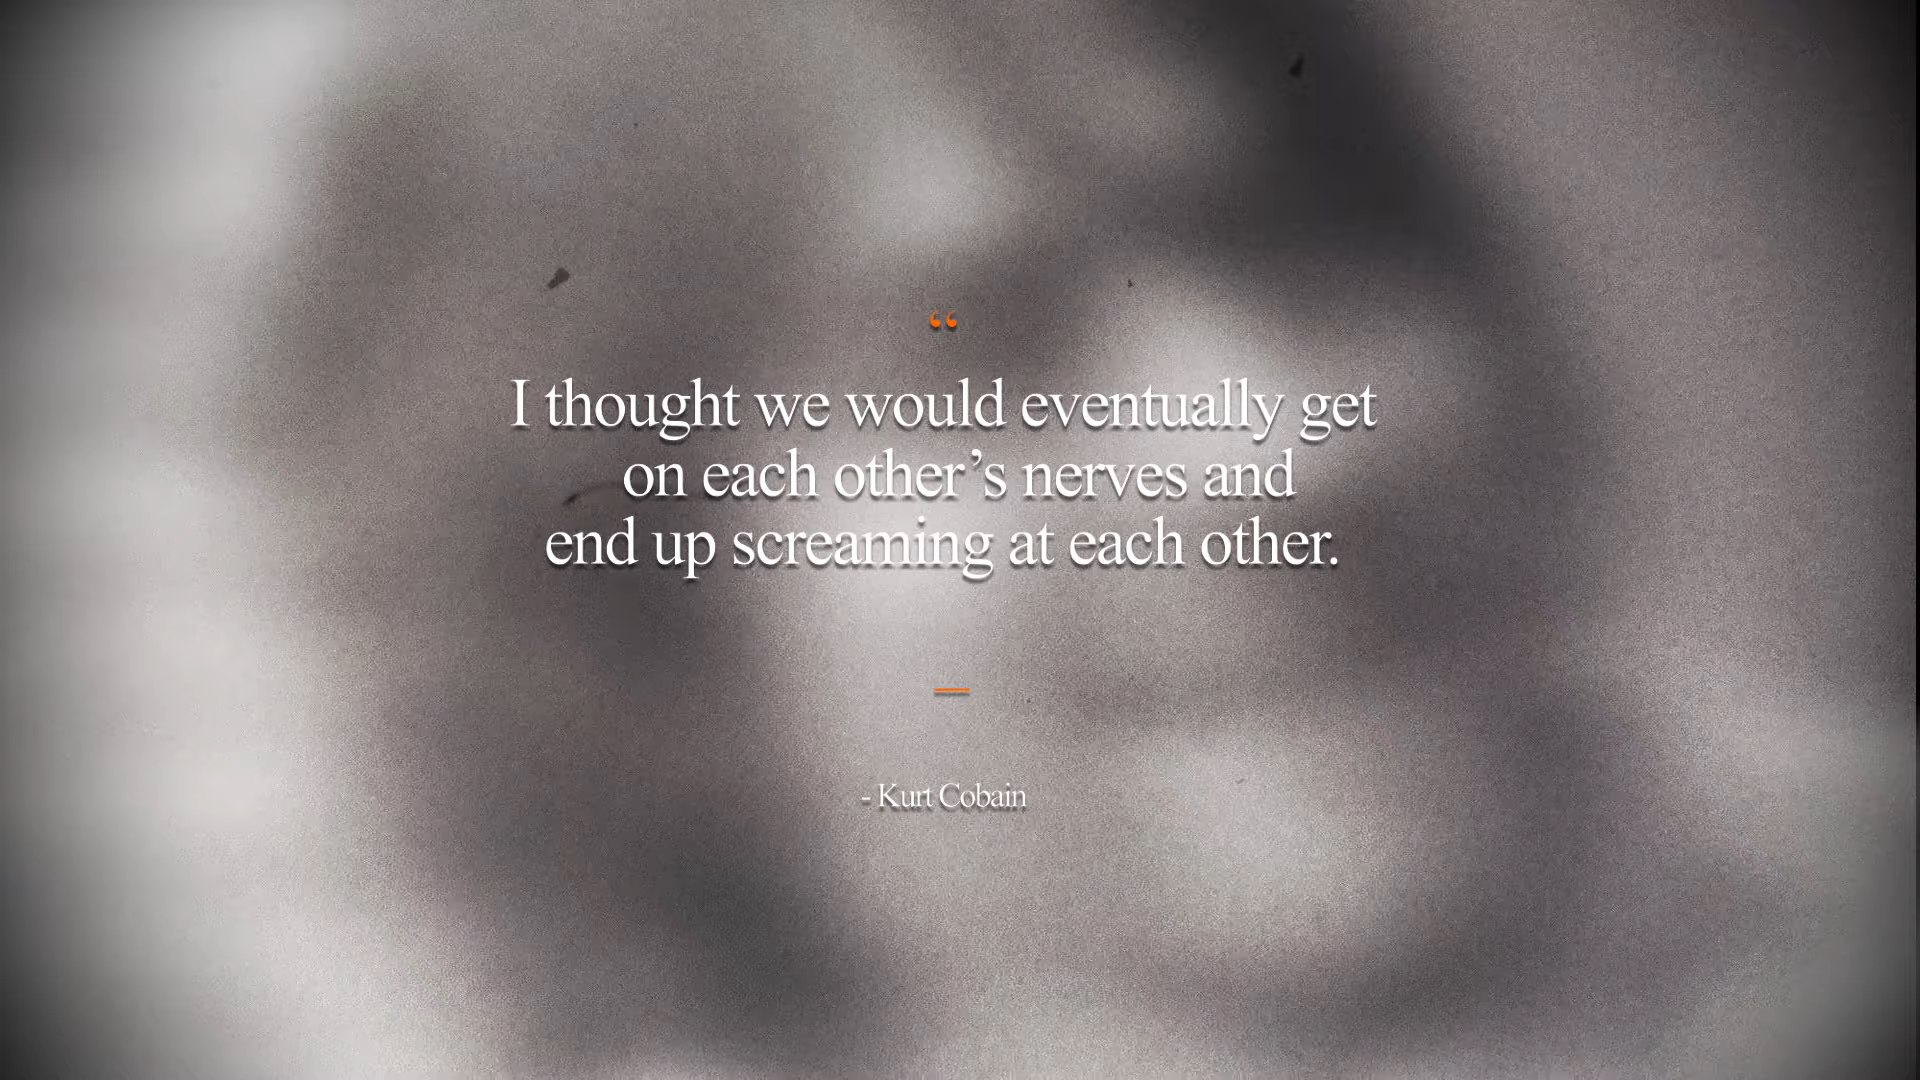 “
I thought we would eventually get
on each other’s nerves and
end up screaming at each other.
- Kurt Cobain